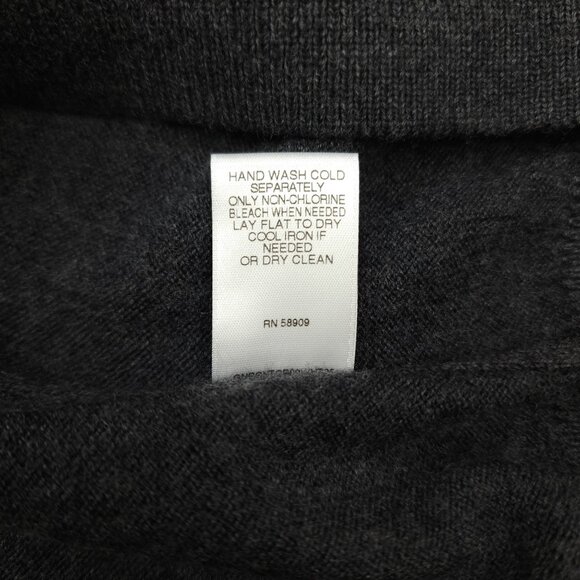 HAND WASH COLD
SEPARATELY
ONLY NON-CHLORINE
BLEACH WHEN NEEDED
LAY FLAT TO DRY
COOL IRON IF
NEEDED
OR DRY CLEAN
RN 58909